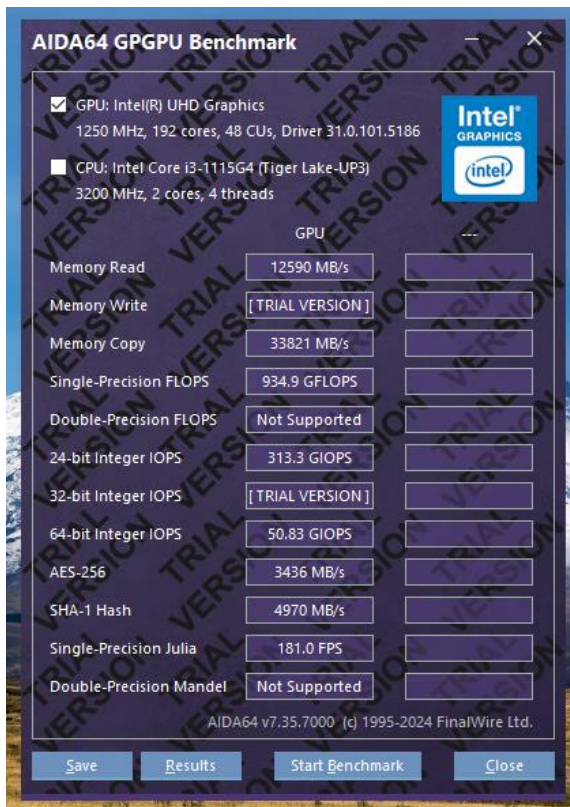 AIDA64 GPGPU Benchmark
GPU: Intel(R) UHD Graphics
1250 MHz, 192 cores, 48 CUs, Driver 31.0.101.5186
CPU: Intel Core i3-1115G4 (Tiger Lake-UP3)
3200 MHz, 2 cores, 4 threads
Intel®
GRAPHICS
intel
GPU ---
Memory Read 12590 MB/s
Memory Write [ TRIAL VERSION ]
Memory Copy 33821 MB/s
Single-Precision FLOPS 934.9 GFLOPS
Double-Precision FLOPS Not Supported
24-bit Integer IOPS 313.3 GIOPS
32-bit Integer IOPS [ TRIAL VERSION ]
64-bit Integer IOPS 50.83 GIOPS
AES-256 3436 MB/s
SHA-1 Hash 4970 MB/s
Single-Precision Julia 181.0 FPS
Double-Precision Mandel Not Supported
AIDA64 v7.35.7000 (c) 1995-2024 FinalWire Ltd.
Save Results Start Benchmark Close
TRIAL VERSION